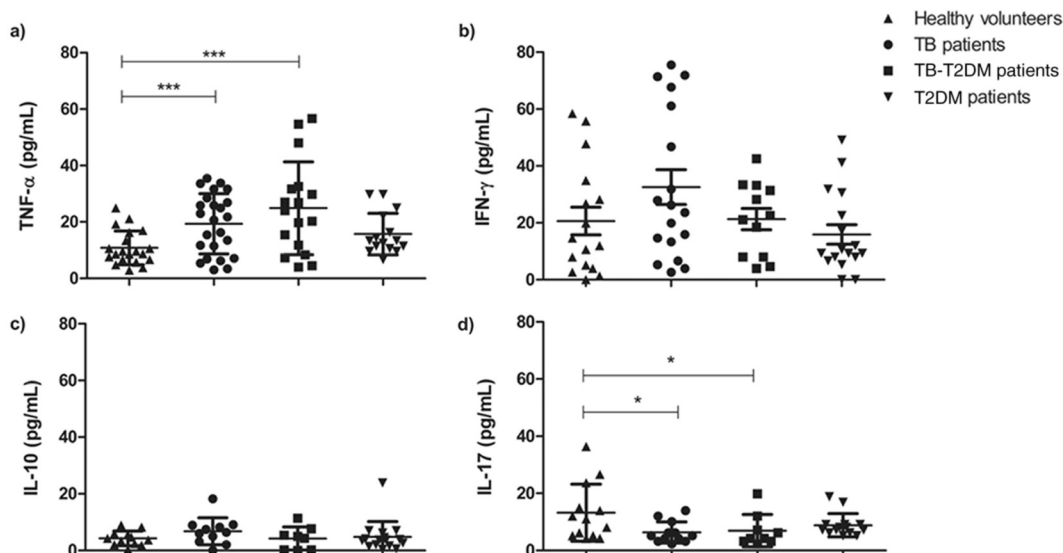 a)
TNF-α (pg/mL)
80
60
40
20
0
***
***
b)
IFN-γ (pg/mL)
80
60
40
20
0
Healthy volunteers
TB patients
TB-T2DM patients
T2DM patients
c)
IL-10 (pg/mL)
80
60
40
20
0
d)
IL-17 (pg/mL)
80
60
40
20
0
*
*